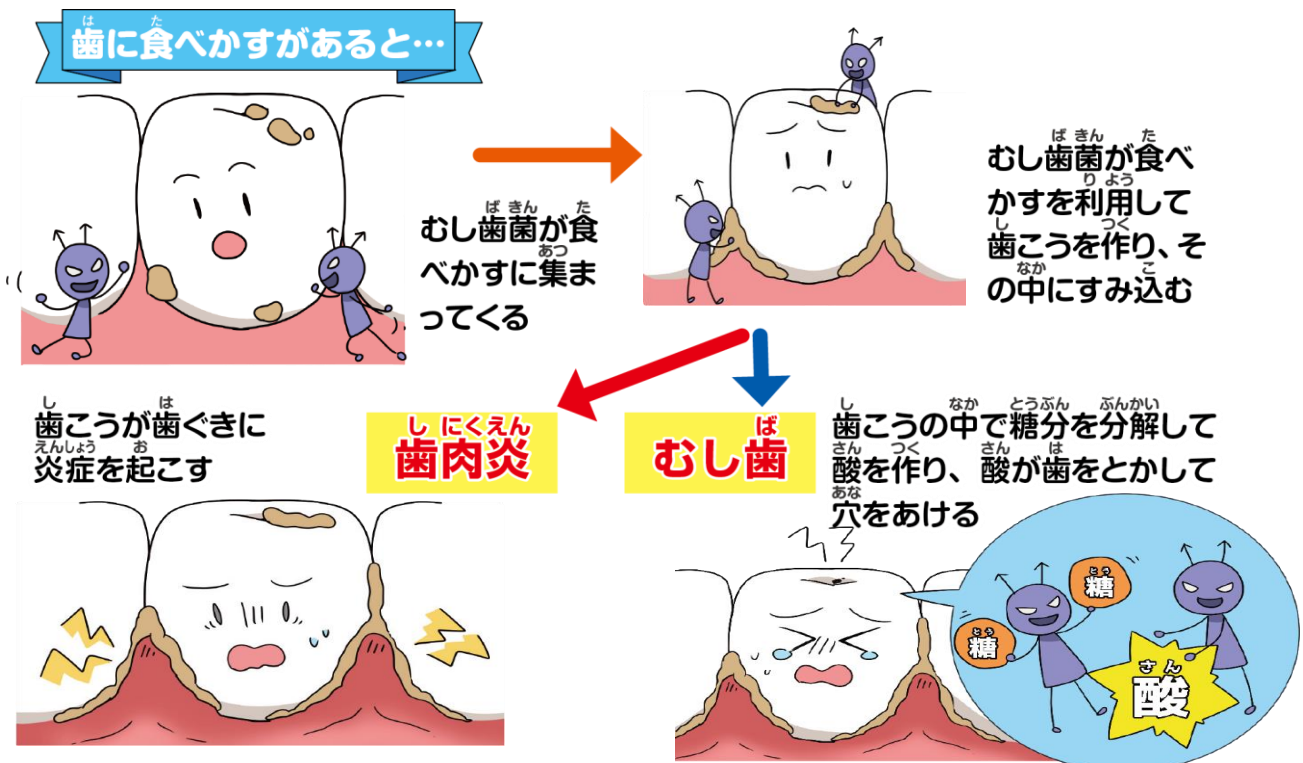 歯に食べかすがあると…
むし歯菌が食
べかすに集ま
ってくる
むし歯菌が食べ
かすを利用して
歯こうを作り、そ
の中にすみ込む
歯こうが歯ぐきに
炎症を起こす
歯肉炎
むし歯
歯こうの中で糖分を分解して
酸を作り、酸が歯をとかして
穴をあける
糖
糖
酸